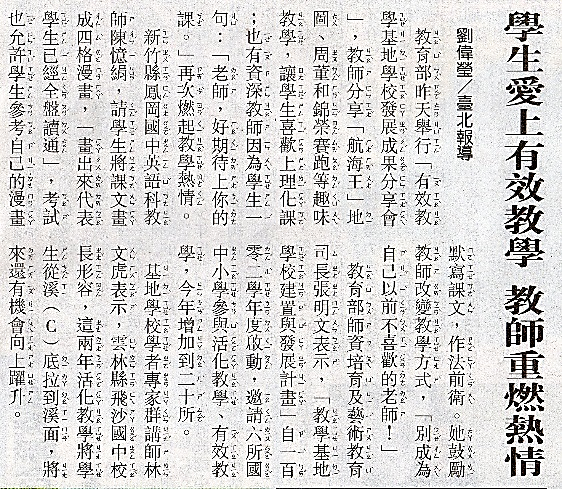 學生愛上有效教學 教師重燃熱情
劉偉瑩／臺北報導
教育部昨天舉行「有效教
學基地學校發展成果分享會
」，教師分享「航海王」地
圖、周董和錦榮賽跑等趣味
教學，讓學生喜歡上理化課
；也有資深教師因為學生一
句：「老師，好期待上你的
課。」再次燃起教學熱情。
新竹縣鳳岡國中英語科教
師陳憶絹，請學生將課文畫
成四格漫畫，「畫出來代表
學生已經全盤讀通」，考試
也允許學生參考自己的漫畫
默寫課文，作法前衛。她鼓勵
教師改變教學方式，「別成為
自己以前不喜歡的老師！」
教育部師資培育及藝術教育
司長張明文表示，「教學基地
學校建置與發展計畫」自一百
零二學年度啟動，邀請六所國
中小學參與活化教學、有效教
學，今年增加到二十所。
基地學校學者專家群諮師林
文虎表示，雲林縣飛沙國中校
長形容，這兩年活化教學將學
生從溪（C）底拉到溪面，將
來還有機會向上躍升。